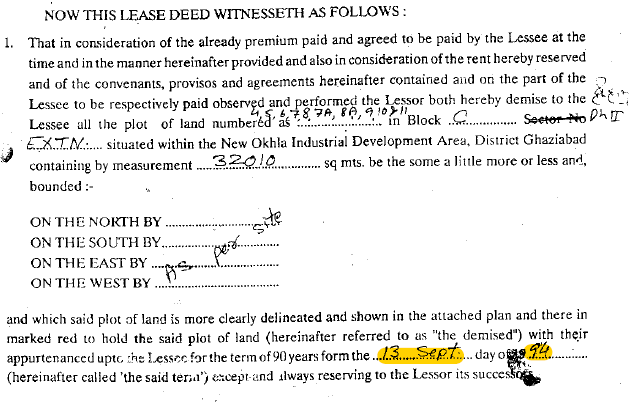 NOW THIS LEASE DEED WITNESSETH AS FOLLOWS :
1. That in consideration of the already premium paid and agreed to be paid by the Lessee at the
time and in the manner hereinafter provided and also in consideration of the rent hereby reserved
and of the convenants, provisos and agreements hereinafter contained and on the part of the
Lessee to be respectively paid observed and performed the Lessor both hereby demise to the
4, 5, 6, 7, 8, 7A, 8A, 9, 10 & 11
Lessee all the plot of land numbered as ............... in Block C............... Sector No Ph II
EXTN..... situated within the New Okhla Industrial Development Area, District Ghaziabad
containing by measurement .....32010............ sq mts. be the some a little more or less and,
bounded :-
ON THE NORTH BY ..............................
ON THE SOUTH BY..............................
ON THE EAST BY ..............................
ON THE WEST BY ..............................
As per site
and which said plot of land is more clearly delineated and shown in the attached plan and there in
marked red to hold the said plot of land (hereinafter referred to as "the demised") with their
appurtenanced upto the Lessee for the term of 90 years form the ..13.....Sept.... day of 1994............
(hereinafter called 'the said term') except and always reserving to the Lessor its successors